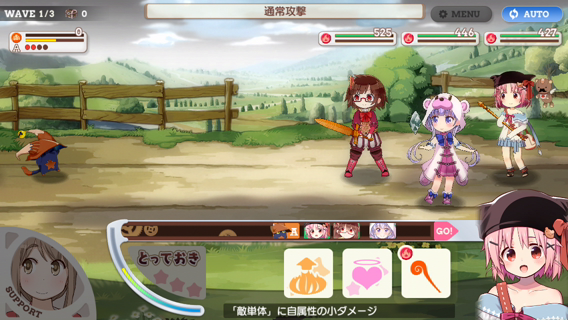 WAVE 1/3 0
通常攻撃
MENU
AUTO
0
A
525
446
427
A
GO!
とっておき
SUPPORT
「敵単体」に自属性の小ダメージ